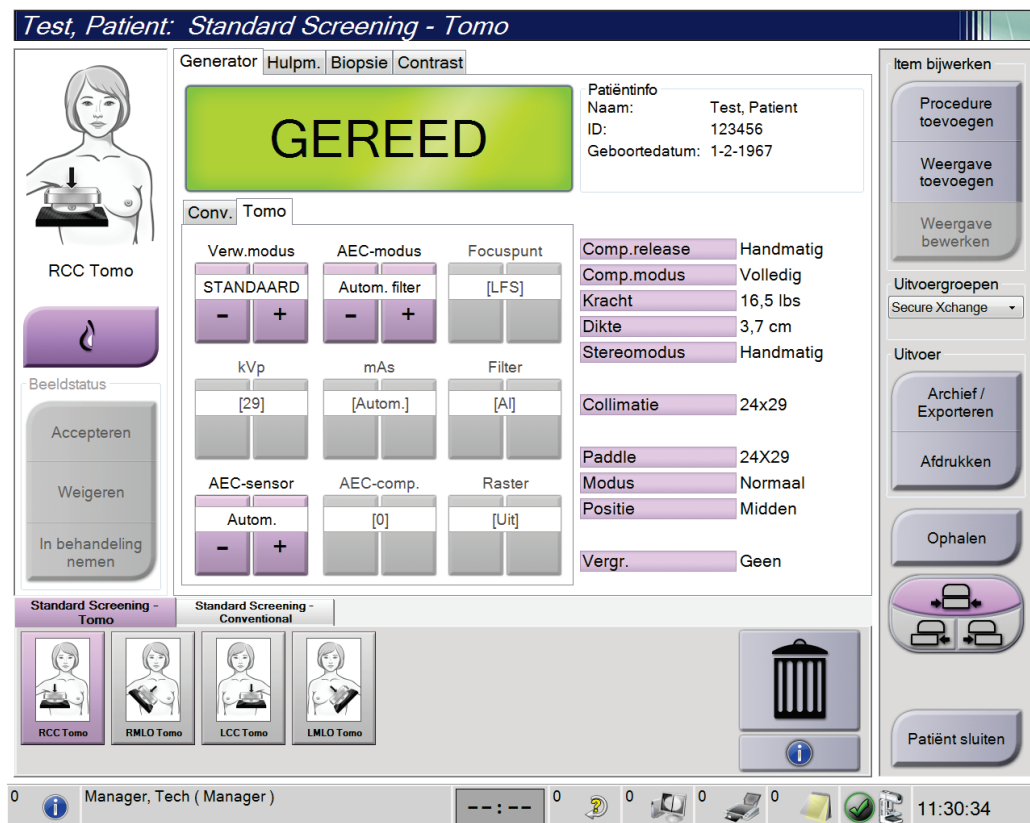 Test, Patient:  Standard Screening - Tomo
RCC Tomo
Beeldstatus
Accepteren
Weigeren
In behandeling
nemen
Generator
Hulpm.
Biopsie
Contrast
GEREED
Patiëntinfo
Naam: Test, Patient
ID: 123456
Geboortedatum: 1-2-1967
Conv.
Tomo
Verw.modus AEC-modus Focuspunt
STANDAARD Autom. filter [LFS]
- + - +
kVp mAs Filter
[29] [Autom.] [Al]
AEC-sensor AEC-comp. Raster
Autom. [0] [Uit]
- +
Comp.release Handmatig
Comp.modus Volledig
Kracht 16,5 lbs
Dikte 3,7 cm
Stereomodus Handmatig
Collimatie 24x29
Paddle 24X29
Modus Normaal
Positie Midden
Vergr. Geen
Item bijwerken
Procedure
toevoegen
Weergave
toevoegen
Weergave
bewerken
Uitvoergroepen
Secure Xchange
Uitvoer
Archief /
Exporteren
Afdrukken
Ophalen
Patiënt sluiten
Standard Screening -
Tomo
Standard Screening -
Conventional
RCC Tomo
RMLO Tomo
LCC Tomo
LMLO Tomo
0 Manager, Tech ( Manager ) --:-- 0 0 0 0 11:30:34